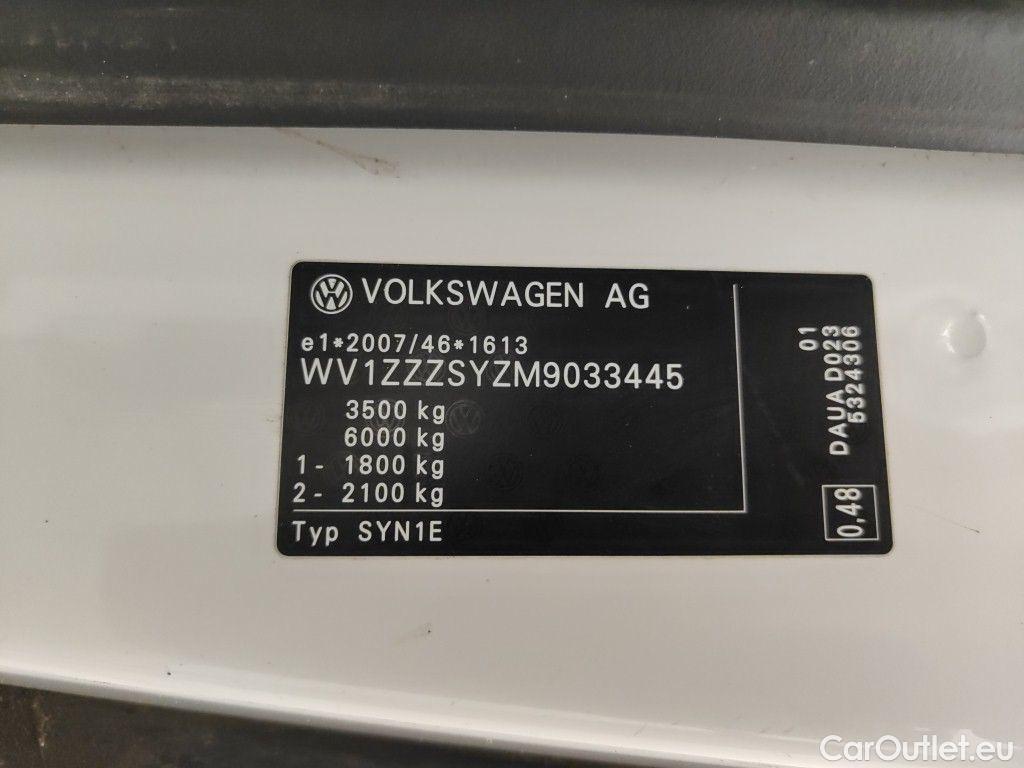 VOLKSWAGEN AG
e1*2007/46*1613
WV1ZZZSYZM9033445
3500 kg
6000 kg
1 - 1800 kg
2 - 2100 kg
Typ SYN1E
01
DAUA D023
5324306
0,48
CarOutlet.eu